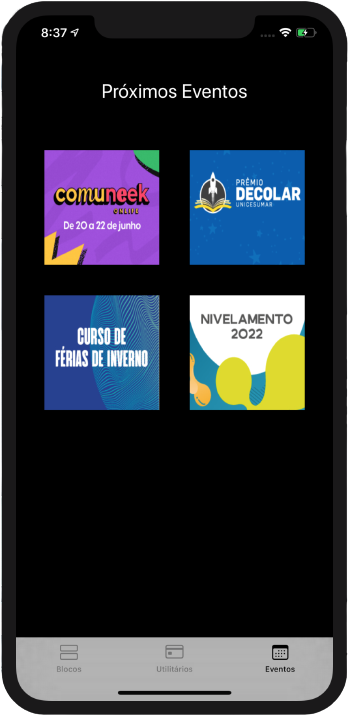 8:37
Próximos Eventos
comuneek
ONLIFE
De 20 a 22 de junho
PRÊMIO
DECOLAR
UNICESUMAR
CURSO DE
FÉRIAS DE INVERNO
NIVELAMENTO
2022
Blocos
Utilitários
Eventos